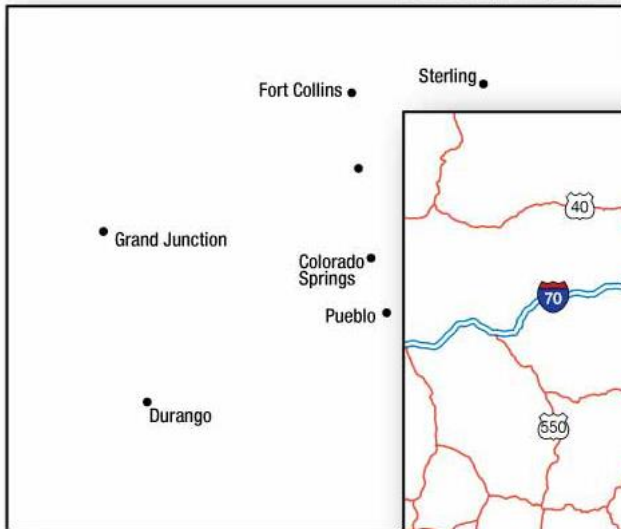 Sterling
Fort Collins
40
Grand Junction
Colorado
Springs
70
Pueblo
Durango
550